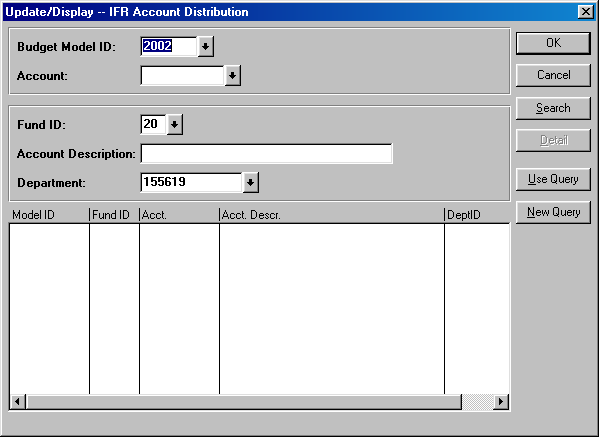 Update/Display -- IFR Account Distribution
Budget Model ID: 2002
OK
Account:
Cancel
Search
Fund ID: 20
Detail
Account Description:
Department: 155619
Use Query
New Query
Model ID Fund ID Acct. Acct. Descr. DeptID